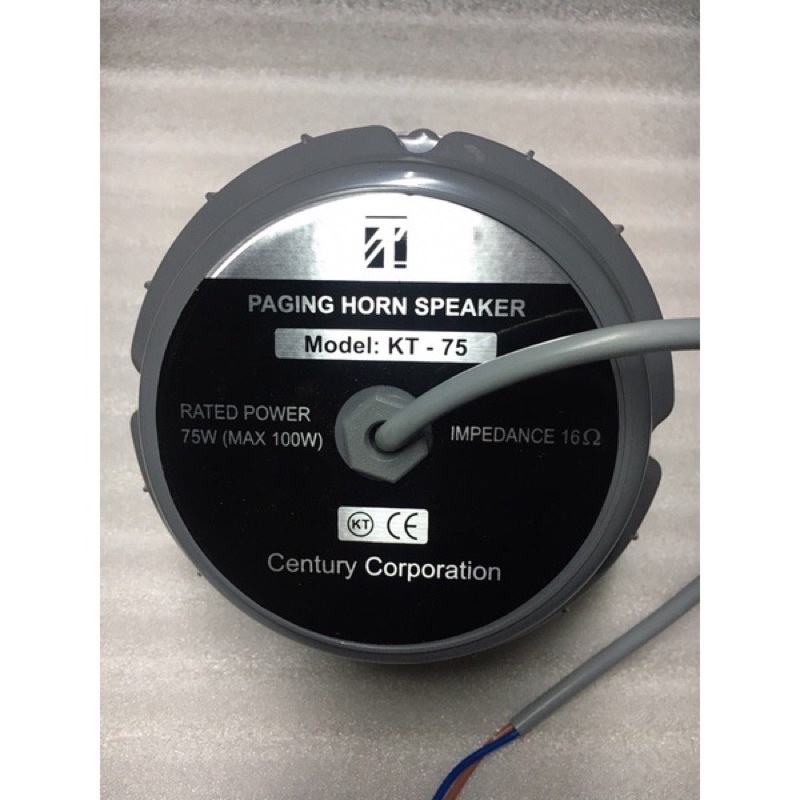 PAGING HORN SPEAKER
Model: KT - 75
RATED POWER
75W (MAX 100W)
IMPEDANCE 16Ω
KT CE
Century Corporation